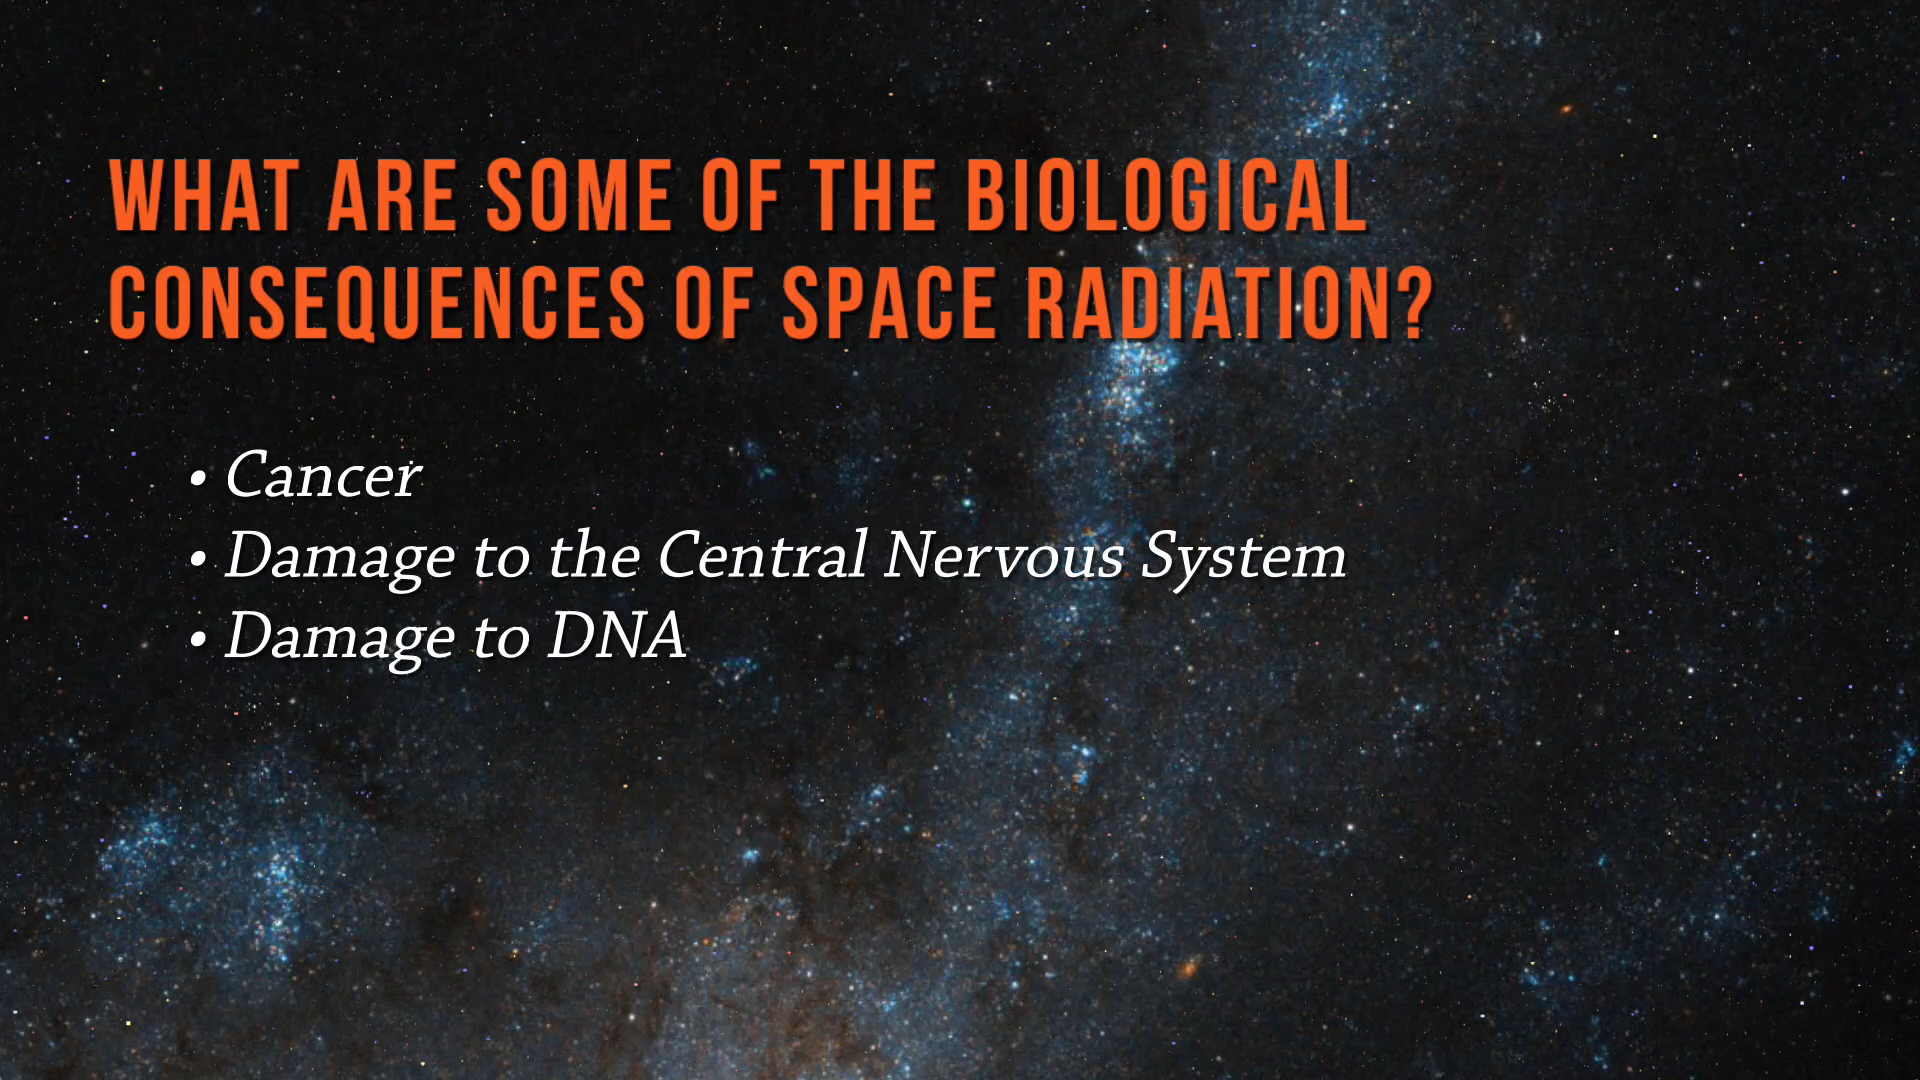 WHAT ARE SOME OF THE BIOLOGICAL
CONSEQUENCES OF SPACE RADIATION?
• Cancer
• Damage to the Central Nervous System
• Damage to DNA